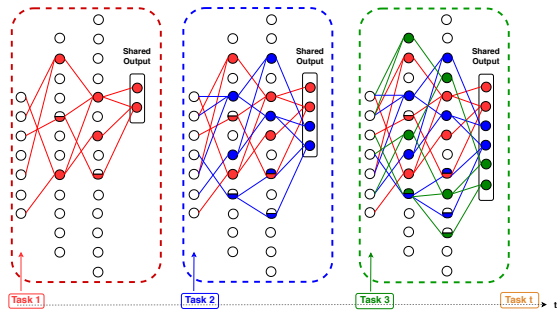 Shared
Output
Shared
Output
Shared
Output
Task 1
Task 2
Task 3
Task t
t